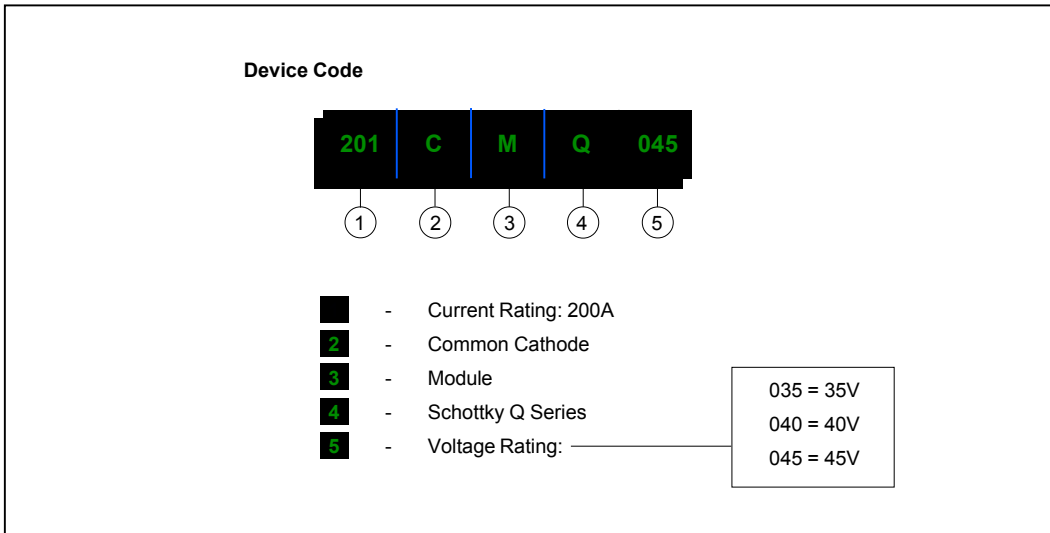 Device Code
201 C M Q 045
1 2 3 4 5
- Current Rating: 200A
2 - Common Cathode
3 - Module
4 - Schottky Q Series
5 - Voltage Rating:
035 = 35V
040 = 40V
045 = 45V